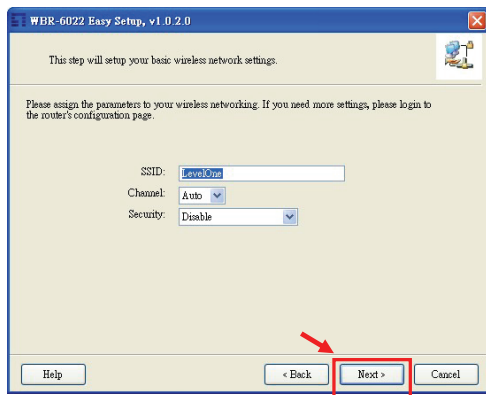 WBR-6022 Easy Setup, v1.0.2.0
This step will setup your basic wireless network settings.
Please assign the parameters to your wireless networking. If you need more settings, please login to
the router's configuration page.
SSID: LevelOne
Channel: Auto
Security: Disable
Help < Back Next > Cancel